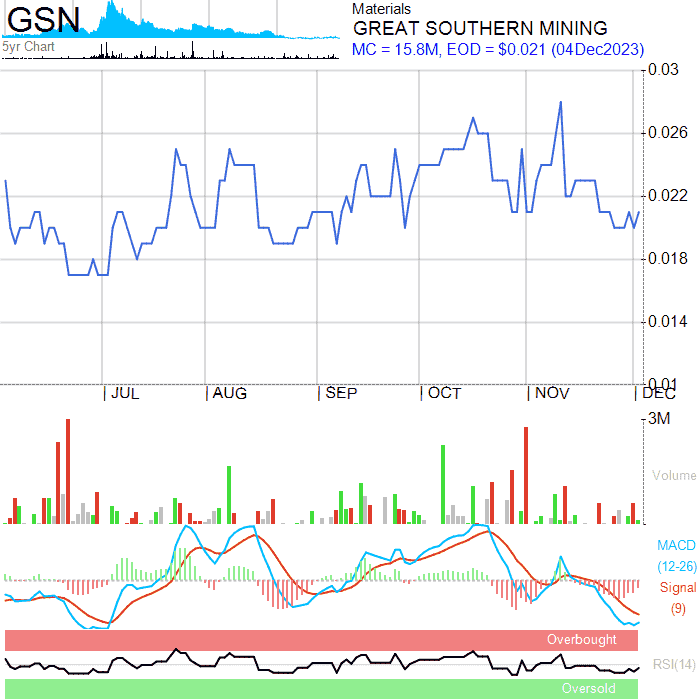 GSN
5yr Chart
Materials
GREAT SOUTHERN MINING
MC = 15.8M, EOD = $0.021 (04Dec2023)
0.03
0.026
0.022
0.018
0.014
0.01
JUL AUG SEP OCT NOV DEC
3M
Volume
MACD
(12-26)
Signal
(9)
Overbought
RSI(14)
Oversold